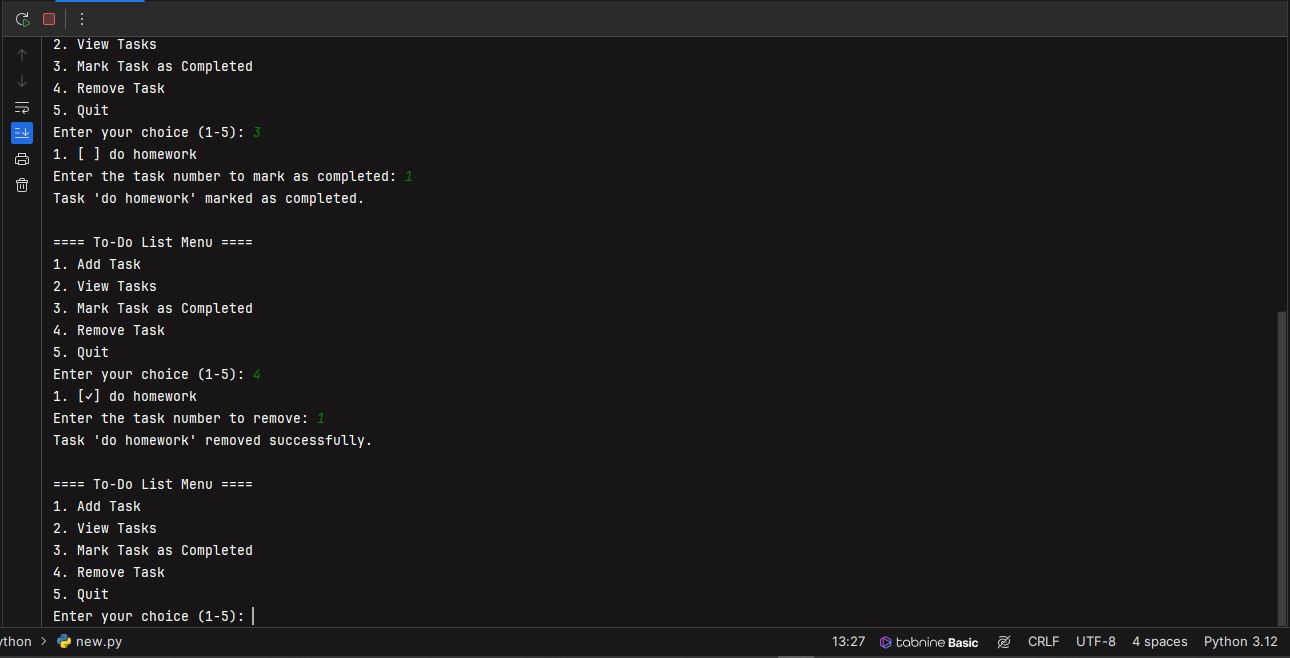 2. View Tasks
3. Mark Task as Completed
4. Remove Task
5. Quit
Enter your choice (1-5): 3
1. [ ] do homework
Enter the task number to mark as completed: 1
Task 'do homework' marked as completed.
==== To-Do List Menu ====
1. Add Task
2. View Tasks
3. Mark Task as Completed
4. Remove Task
5. Quit
Enter your choice (1-5): 4
1. [✓] do homework
Enter the task number to remove: 1
Task 'do homework' removed successfully.
==== To-Do List Menu ====
1. Add Task
2. View Tasks
3. Mark Task as Completed
4. Remove Task
5. Quit
Enter your choice (1-5):
ython > new.py 13:27 tabnine Basic CRLF UTF-8 4 spaces Python 3.12